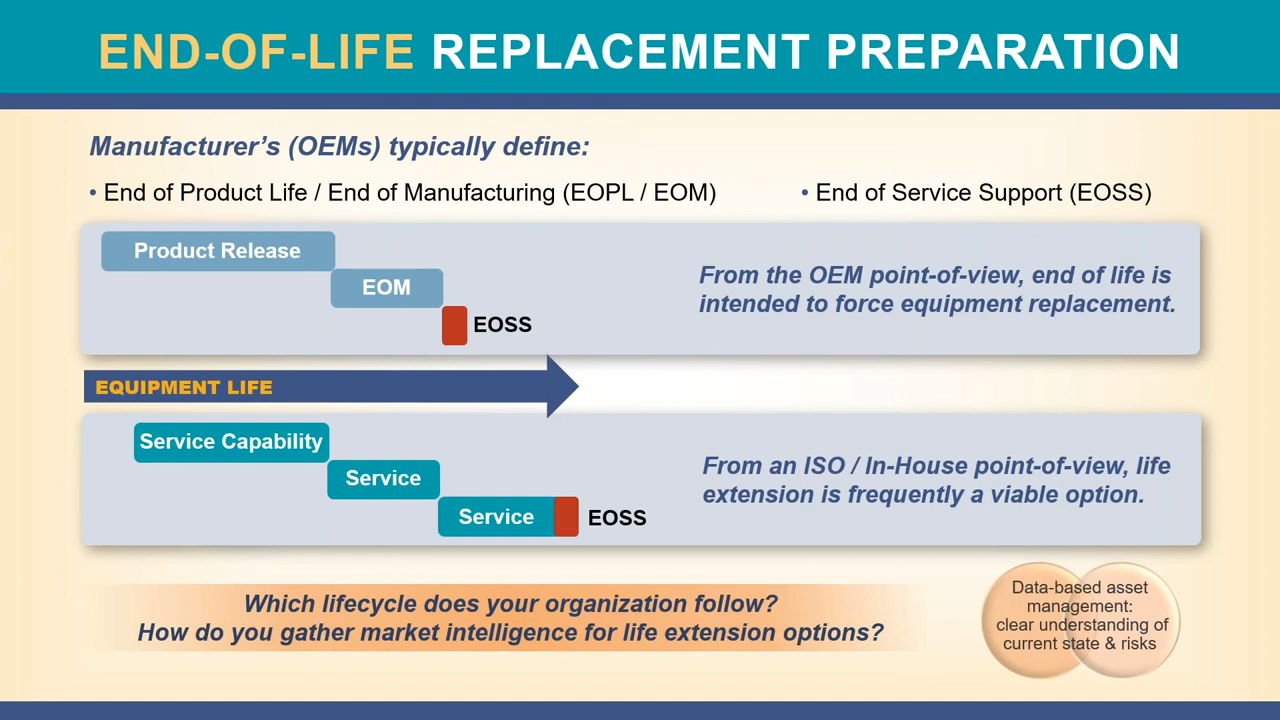 END-OF-LIFE REPLACEMENT PREPARATION
Manufacturer’s (OEMs) typically define:
• End of Product Life / End of Manufacturing (EOPL / EOM)
• End of Service Support (EOSS)
Product Release
EOM
EOSS
From the OEM point-of-view, end of life is
intended to force equipment replacement.
EQUIPMENT LIFE
Service Capability
Service
Service
EOSS
From an ISO / In-House point-of-view, life
extension is frequently a viable option.
Which lifecycle does your organization follow?
How do you gather market intelligence for life extension options?
Data-based asset
management:
clear understanding of
current state & risks